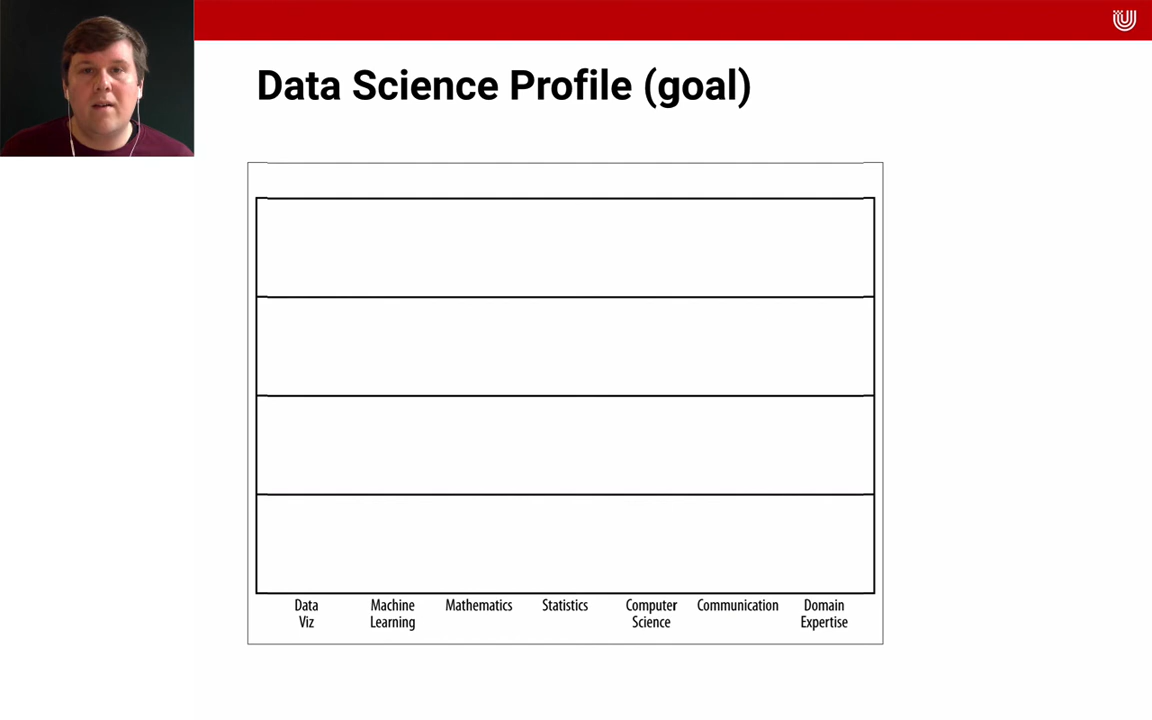 Data Science Profile (goal)
Data
Viz
Machine
Learning
Mathematics
Statistics
Computer
Science
Communication
Domain
Expertise